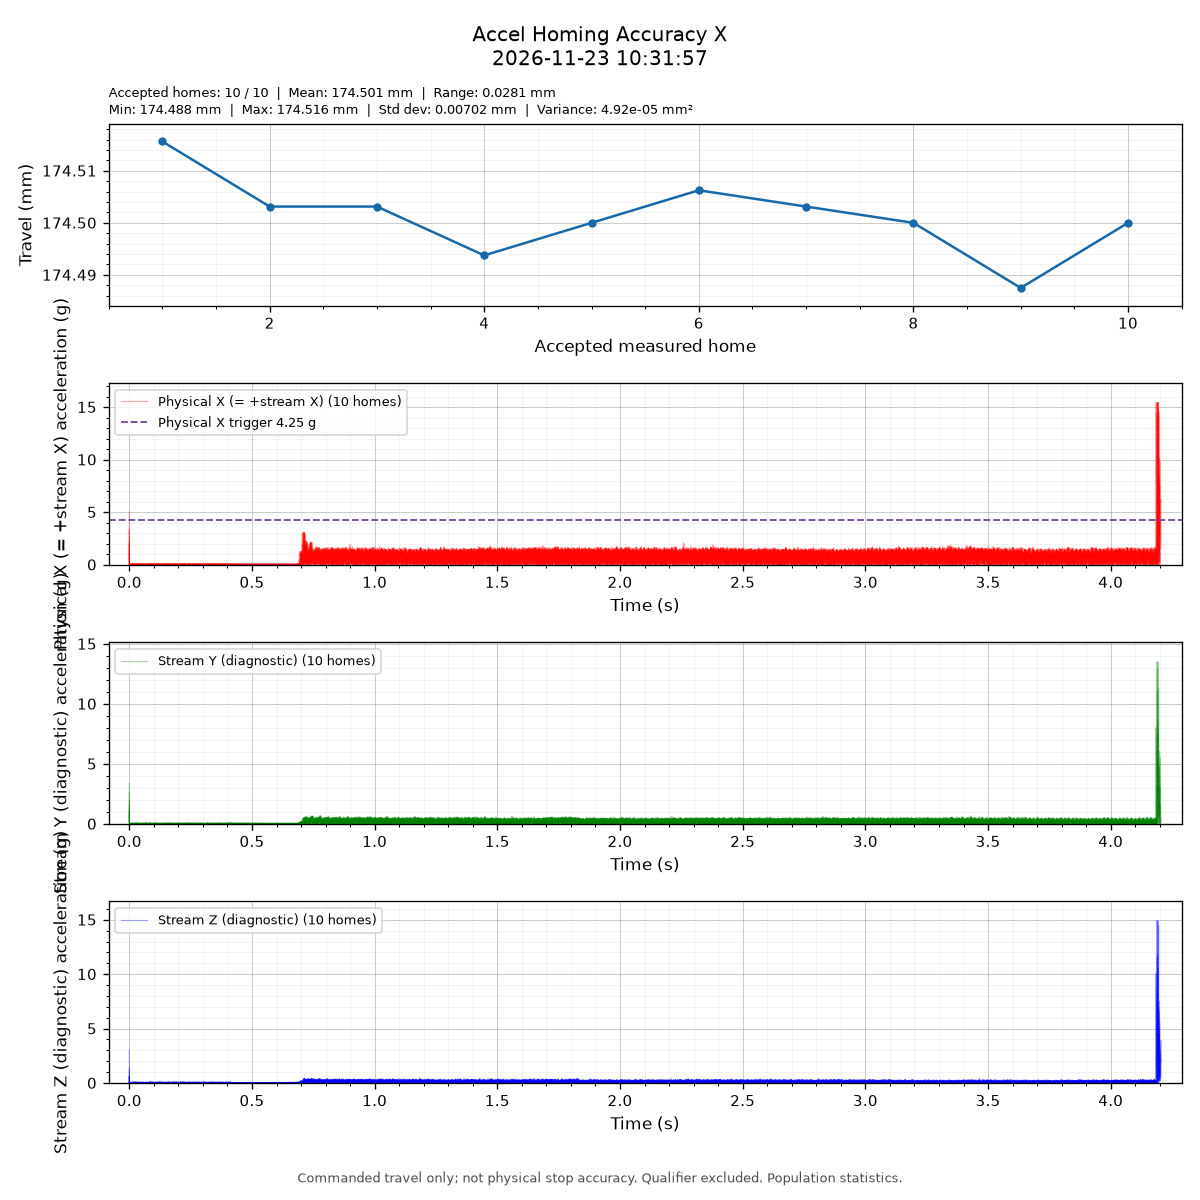 Accel Homing Accuracy X
2026-11-23 10:31:57
Accepted homes: 10 / 10 | Mean: 174.501 mm | Range: 0.0281 mm
Min: 174.488 mm | Max: 174.516 mm | Std dev: 0.00702 mm | Variance: 4.92e-05 mm²
Travel (mm)
174.51
174.50
174.49
2 4 6 8 10
Accepted measured home
Physical X (= +stream X) acceleration (g)
Physical X (= +stream X) (10 homes)
Physical X trigger 4.25 g
15
10
5
0
0.0 0.5 1.0 1.5 2.0 2.5 3.0 3.5 4.0
Time (s)
Stream Y (diagnostic) acceleration (g)
Stream Y (diagnostic) (10 homes)
15
10
5
0
0.0 0.5 1.0 1.5 2.0 2.5 3.0 3.5 4.0
Time (s)
Stream Z (diagnostic) acceleration (g)
Stream Z (diagnostic) (10 homes)
15
10
5
0
0.0 0.5 1.0 1.5 2.0 2.5 3.0 3.5 4.0
Time (s)
Commanded travel only; not physical stop accuracy. Qualifier excluded. Population statistics.